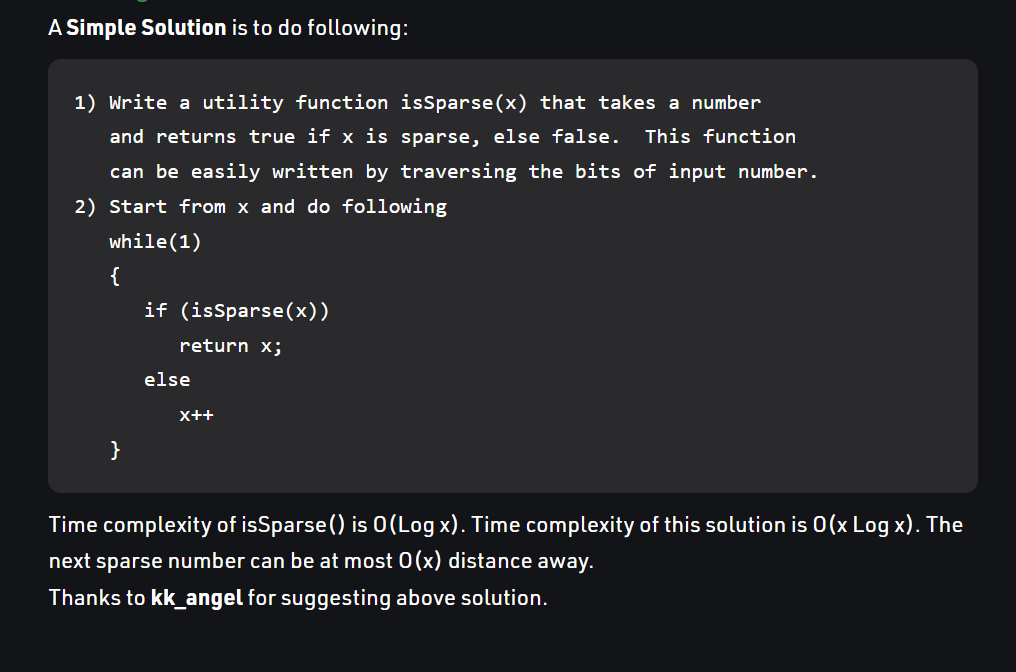 A Simple Solution is to do following:
1) Write a utility function isSparse(x) that takes a number
   and returns true if x is sparse, else false.  This function
   can be easily written by traversing the bits of input number.
2) Start from x and do following
   while(1)
   {
      if (isSparse(x))
         return x;
      else
         x++
   }
Time complexity of isSparse() is O(Log x). Time complexity of this solution is O(x Log x). The
next sparse number can be at most O(x) distance away.
Thanks to kk_angel for suggesting above solution.